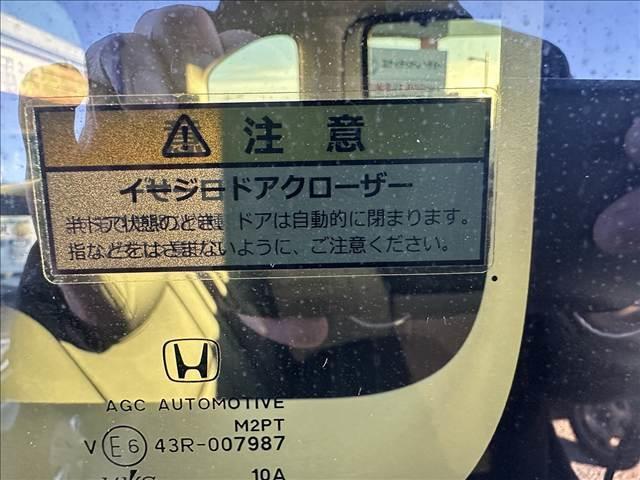 注意
イージードアクローザー
半ドア状態のとき、ドアは自動的に閉まります。
指などをはさまないように、ご注意ください。
AGC AUTOMOTIVE
M2PT
V E6 43R-007987
10A